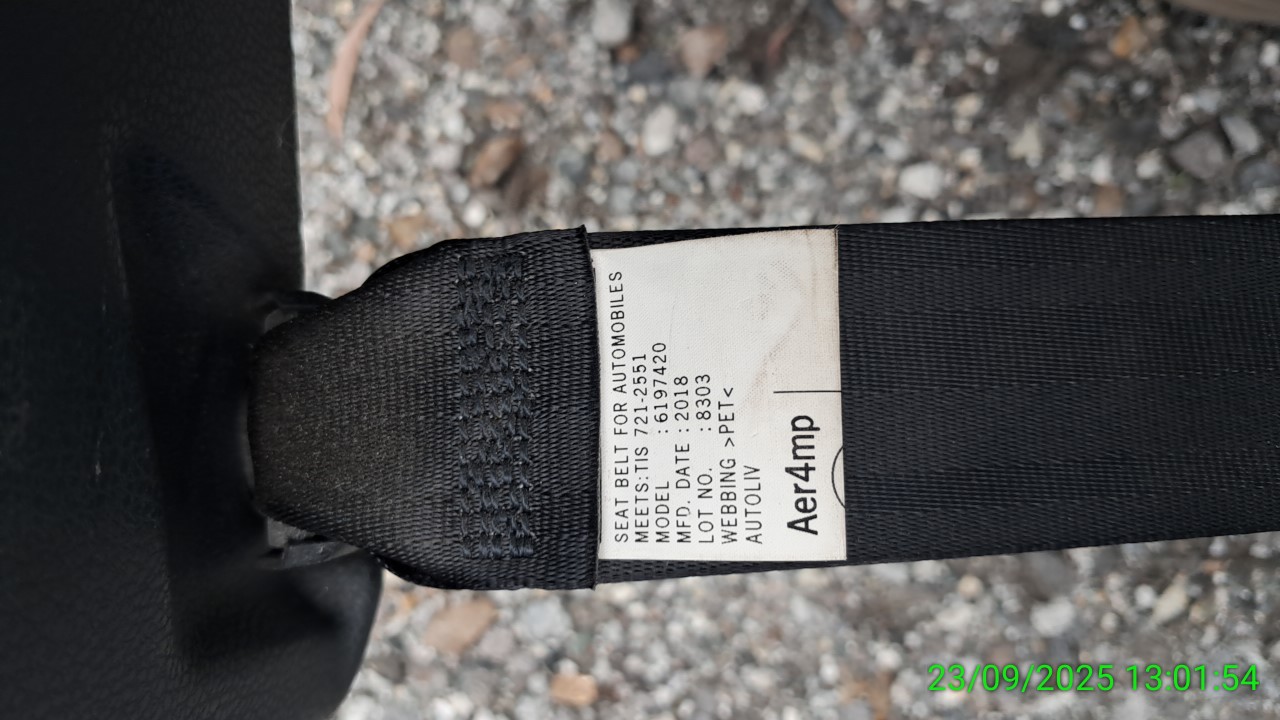 SEAT BELT FOR AUTOMOBILES
MEETS:TIS 721-2551
MODEL : 6197420
MFD. DATE : 2018
LOT NO. : 8303
WEBBING >PET<
AUTOLIV
Aer4mp
23/09/2025 13:01:54